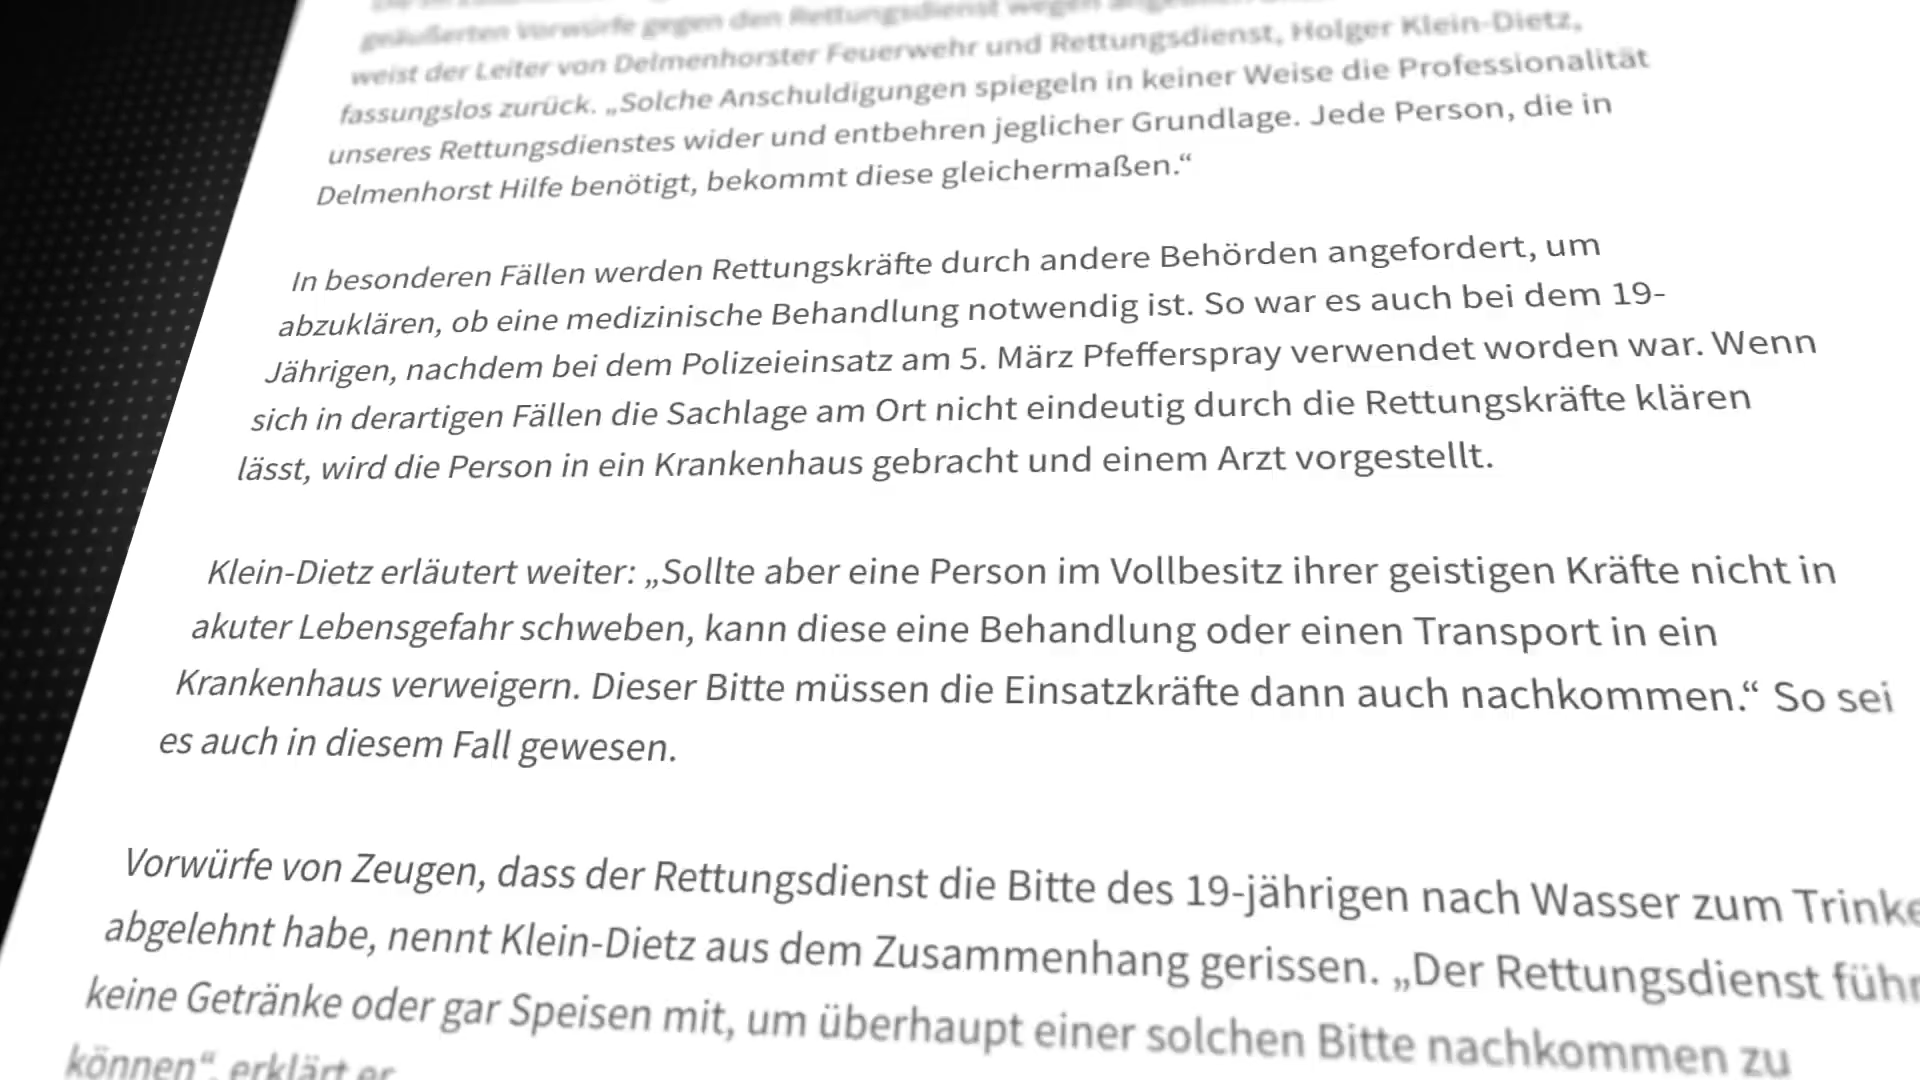 geäußerten Vorwürfe gegen den Rettungsdienst wegen
weist der Leiter von Delmenhorster Feuerwehr und Rettungsdienst, Holger Klein-Dietz,
fassungslos zurück. „Solche Anschuldigungen spiegeln in keiner Weise die Professionalität
unseres Rettungsdienstes wider und entbehren jeglicher Grundlage. Jede Person, die in
Delmenhorst Hilfe benötigt, bekommt diese gleichermaßen.“
In besonderen Fällen werden Rettungskräfte durch andere Behörden angefordert, um
abzuklären, ob eine medizinische Behandlung notwendig ist. So war es auch bei dem 19-
Jährigen, nachdem bei dem Polizeieinsatz am 5. März Pfefferspray verwendet worden war. Wenn
sich in derartigen Fällen die Sachlage am Ort nicht eindeutig durch die Rettungskräfte klären
lässt, wird die Person in ein Krankenhaus gebracht und einem Arzt vorgestellt.
Klein-Dietz erläutert weiter: „Sollte aber eine Person im Vollbesitz ihrer geistigen Kräfte nicht in
akuter Lebensgefahr schweben, kann diese eine Behandlung oder einen Transport in ein
Krankenhaus verweigern. Dieser Bitte müssen die Einsatzkräfte dann auch nachkommen.“ So sei
es auch in diesem Fall gewesen.
Vorwürfe von Zeugen, dass der Rettungsdienst die Bitte des 19-jährigen nach Wasser zum Trinke
abgelehnt habe, nennt Klein-Dietz aus dem Zusammenhang gerissen. „Der Rettungsdienst führ
keine Getränke oder gar Speisen mit, um überhaupt einer solchen Bitte nachkommen zu
können“, erklärt er